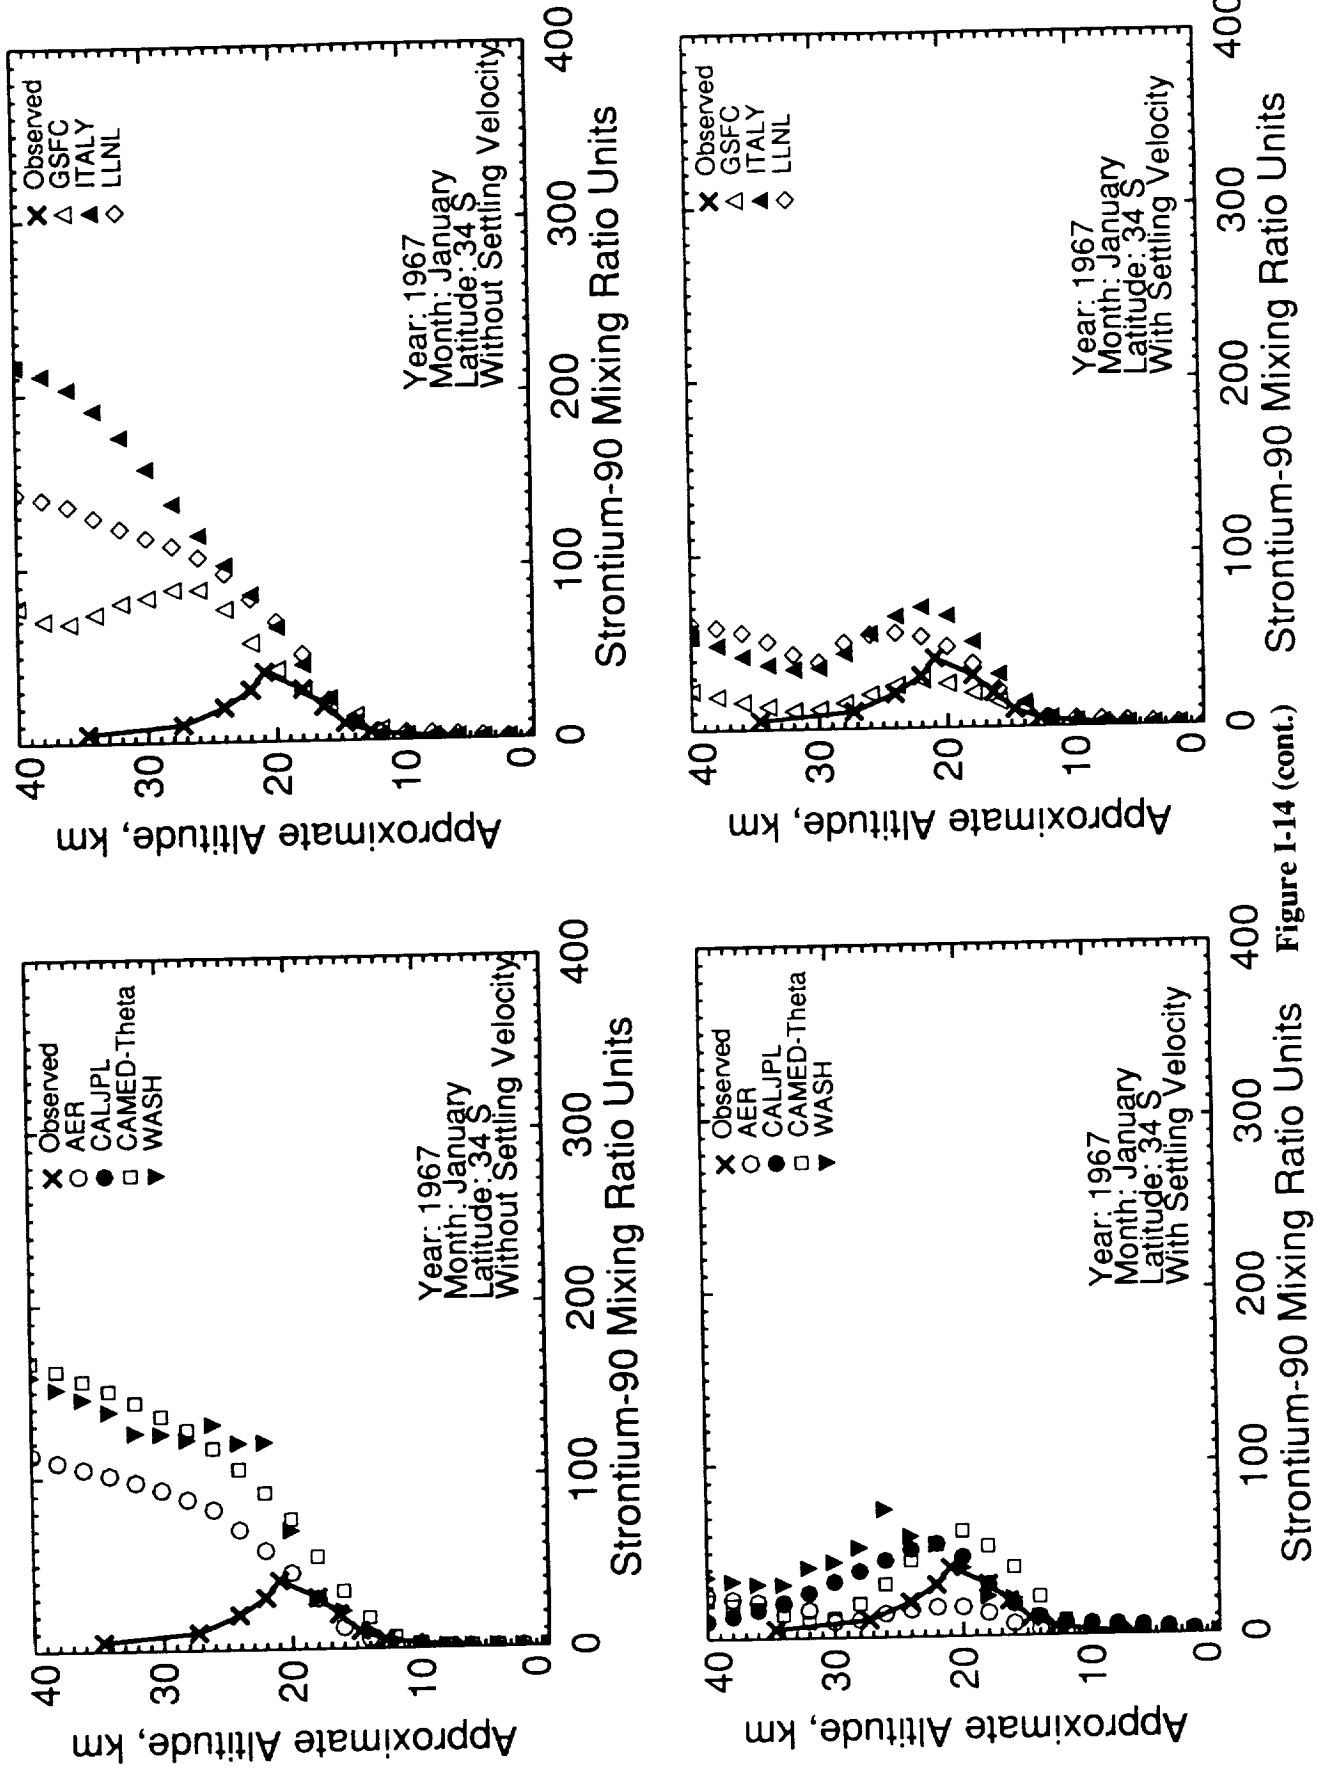 40
30
20
10
0
Approximate Altitude, km
0
100
200
300
400
Strontium-90 Mixing Ratio Units
Observed
AER
CALJPL
CAMED-Theta
WASH
Year: 1967
Month: January
Latitude: 34 S
Without Settling Velocity
40
30
20
10
0
Approximate Altitude, km
0
100
200
300
400
Strontium-90 Mixing Ratio Units
Observed
GSFC
ITALY
LLNL
Year: 1967
Month: January
Latitude: 34 S
Without Settling Velocity
40
30
20
10
0
Approximate Altitude, km
0
100
200
300
400
Strontium-90 Mixing Ratio Units
Observed
AER
CALJPL
CAMED-Theta
WASH
Year: 1967
Month: January
Latitude: 34 S
With Settling Velocity
40
30
20
10
0
Approximate Altitude, km
0
100
200
300
400
Strontium-90 Mixing Ratio Units
Observed
GSFC
ITALY
LLNL
Year: 1967
Month: January
Latitude: 34 S
With Settling Velocity
Figure I-14 (cont.)